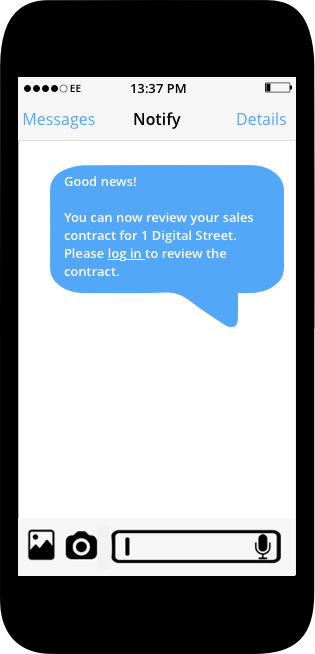 EE 13:37 PM
Messages Notify Details
Good news!
You can now review your sales
contract for 1 Digital Street.
Please log in to review the
contract.